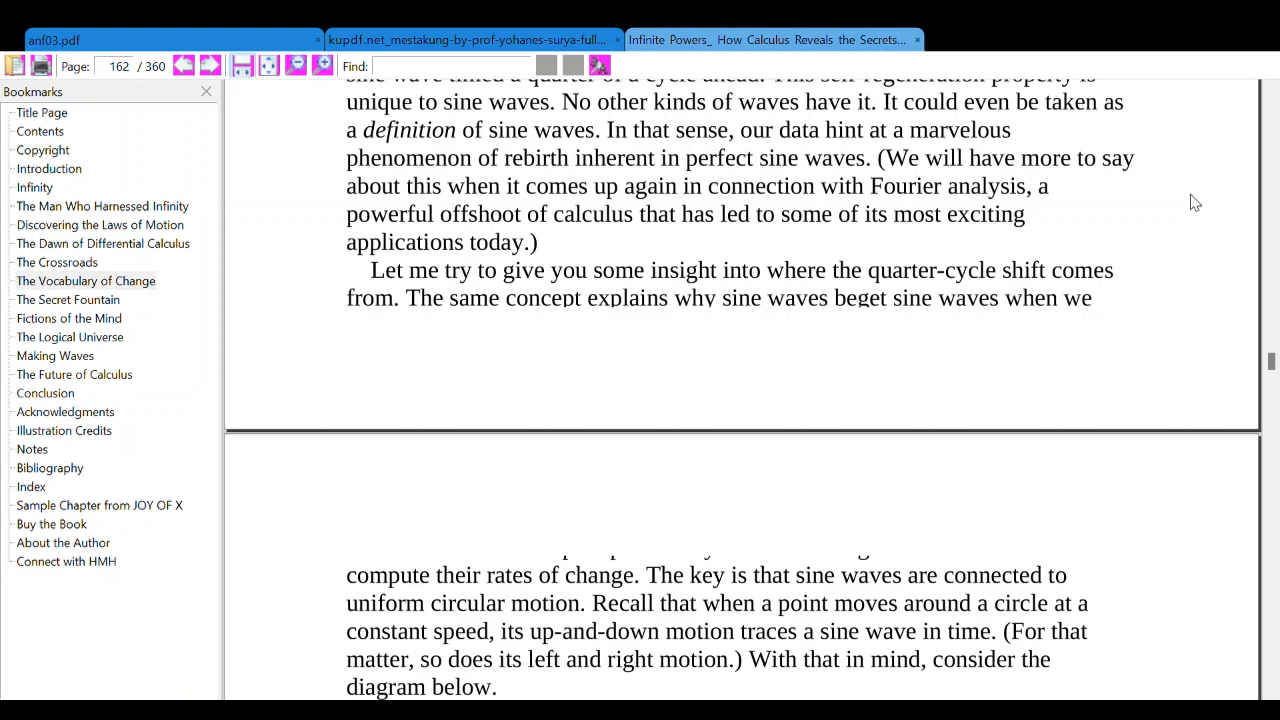 anf03.pdf
kupdf.net_mestakung-by-prof-yohanes-surya-full...
Infinite Powers_ How Calculus Reveals the Secrets...
Page: 162 / 360
Find:
Bookmarks
Title Page
Contents
Copyright
Introduction
Infinity
The Man Who Harnessed Infinity
Discovering the Laws of Motion
The Dawn of Differential Calculus
The Crossroads
The Vocabulary of Change
The Secret Fountain
Fictions of the Mind
The Logical Universe
Making Waves
The Future of Calculus
Conclusion
Acknowledgments
Illustration Credits
Notes
Bibliography
Index
Sample Chapter from JOY OF X
Buy the Book
About the Author
Connect with HMH
sine wave timed a quarter of a cycle ahead. This self-regeneration property is
unique to sine waves. No other kinds of waves have it. It could even be taken as
a definition of sine waves. In that sense, our data hint at a marvelous
phenomenon of rebirth inherent in perfect sine waves. (We will have more to say
about this when it comes up again in connection with Fourier analysis, a
powerful offshoot of calculus that has led to some of its most exciting
applications today.)
Let me try to give you some insight into where the quarter-cycle shift comes
from. The same concept explains why sine waves beget sine waves when we
compute their rates of change. The key is that sine waves are connected to
uniform circular motion. Recall that when a point moves around a circle at a
constant speed, its up-and-down motion traces a sine wave in time. (For that
matter, so does its left and right motion.) With that in mind, consider the
diagram below.